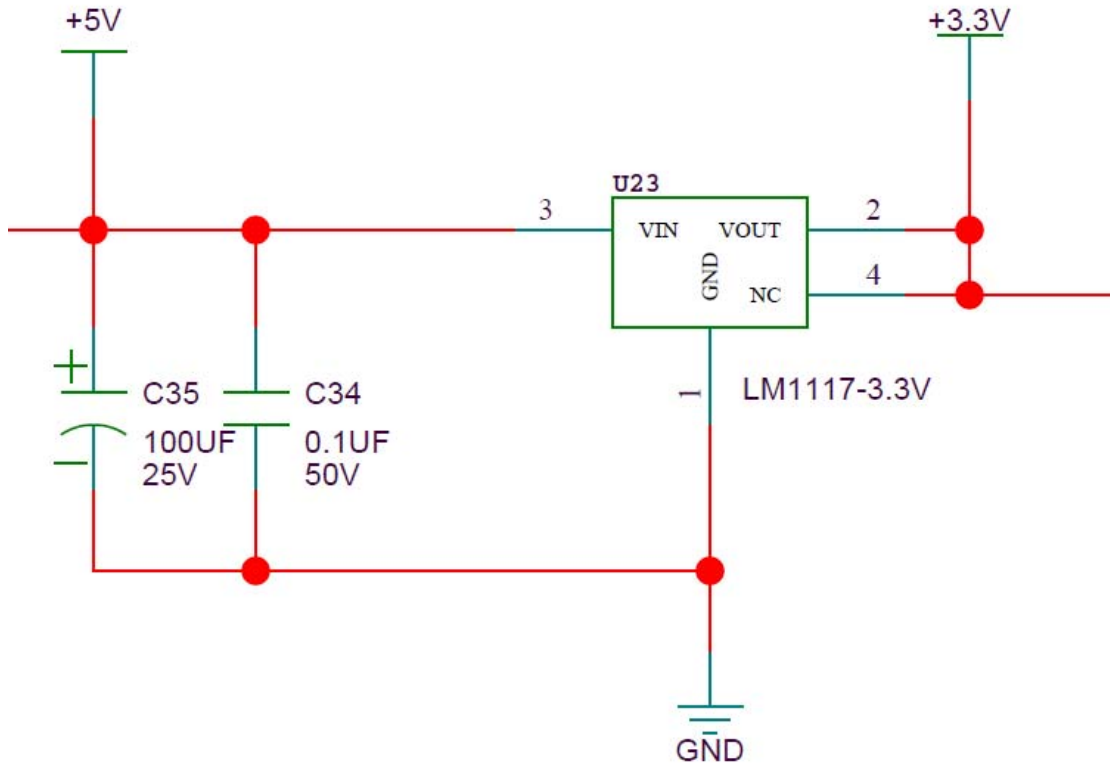 +5V
+3.3V
U23
3
VIN
VOUT
2
GND
NC
4
1
LM1117-3.3V
+
C35
100UF
25V
C34
0.1UF
50V
GND